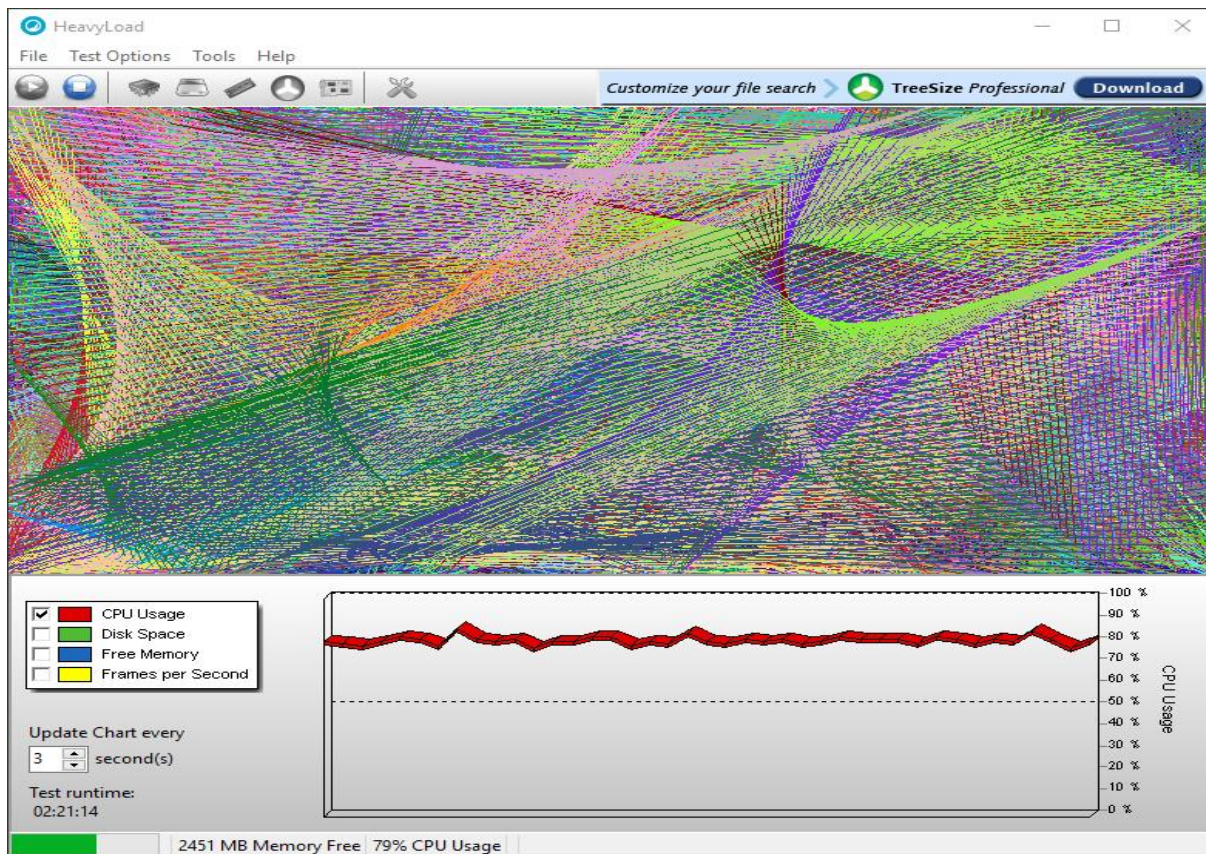 HeavyLoad
File Test Options Tools Help
Customize your file search TreeSize Professional Download
CPU Usage
Disk Space
Free Memory
Frames per Second
Update Chart every
3 second(s)
Test runtime:
02:21:14
100 %
90 %
80 %
70 %
60 %
50 %
40 %
30 %
20 %
10 %
0 %
CPU Usage
2451 MB Memory Free 79% CPU Usage